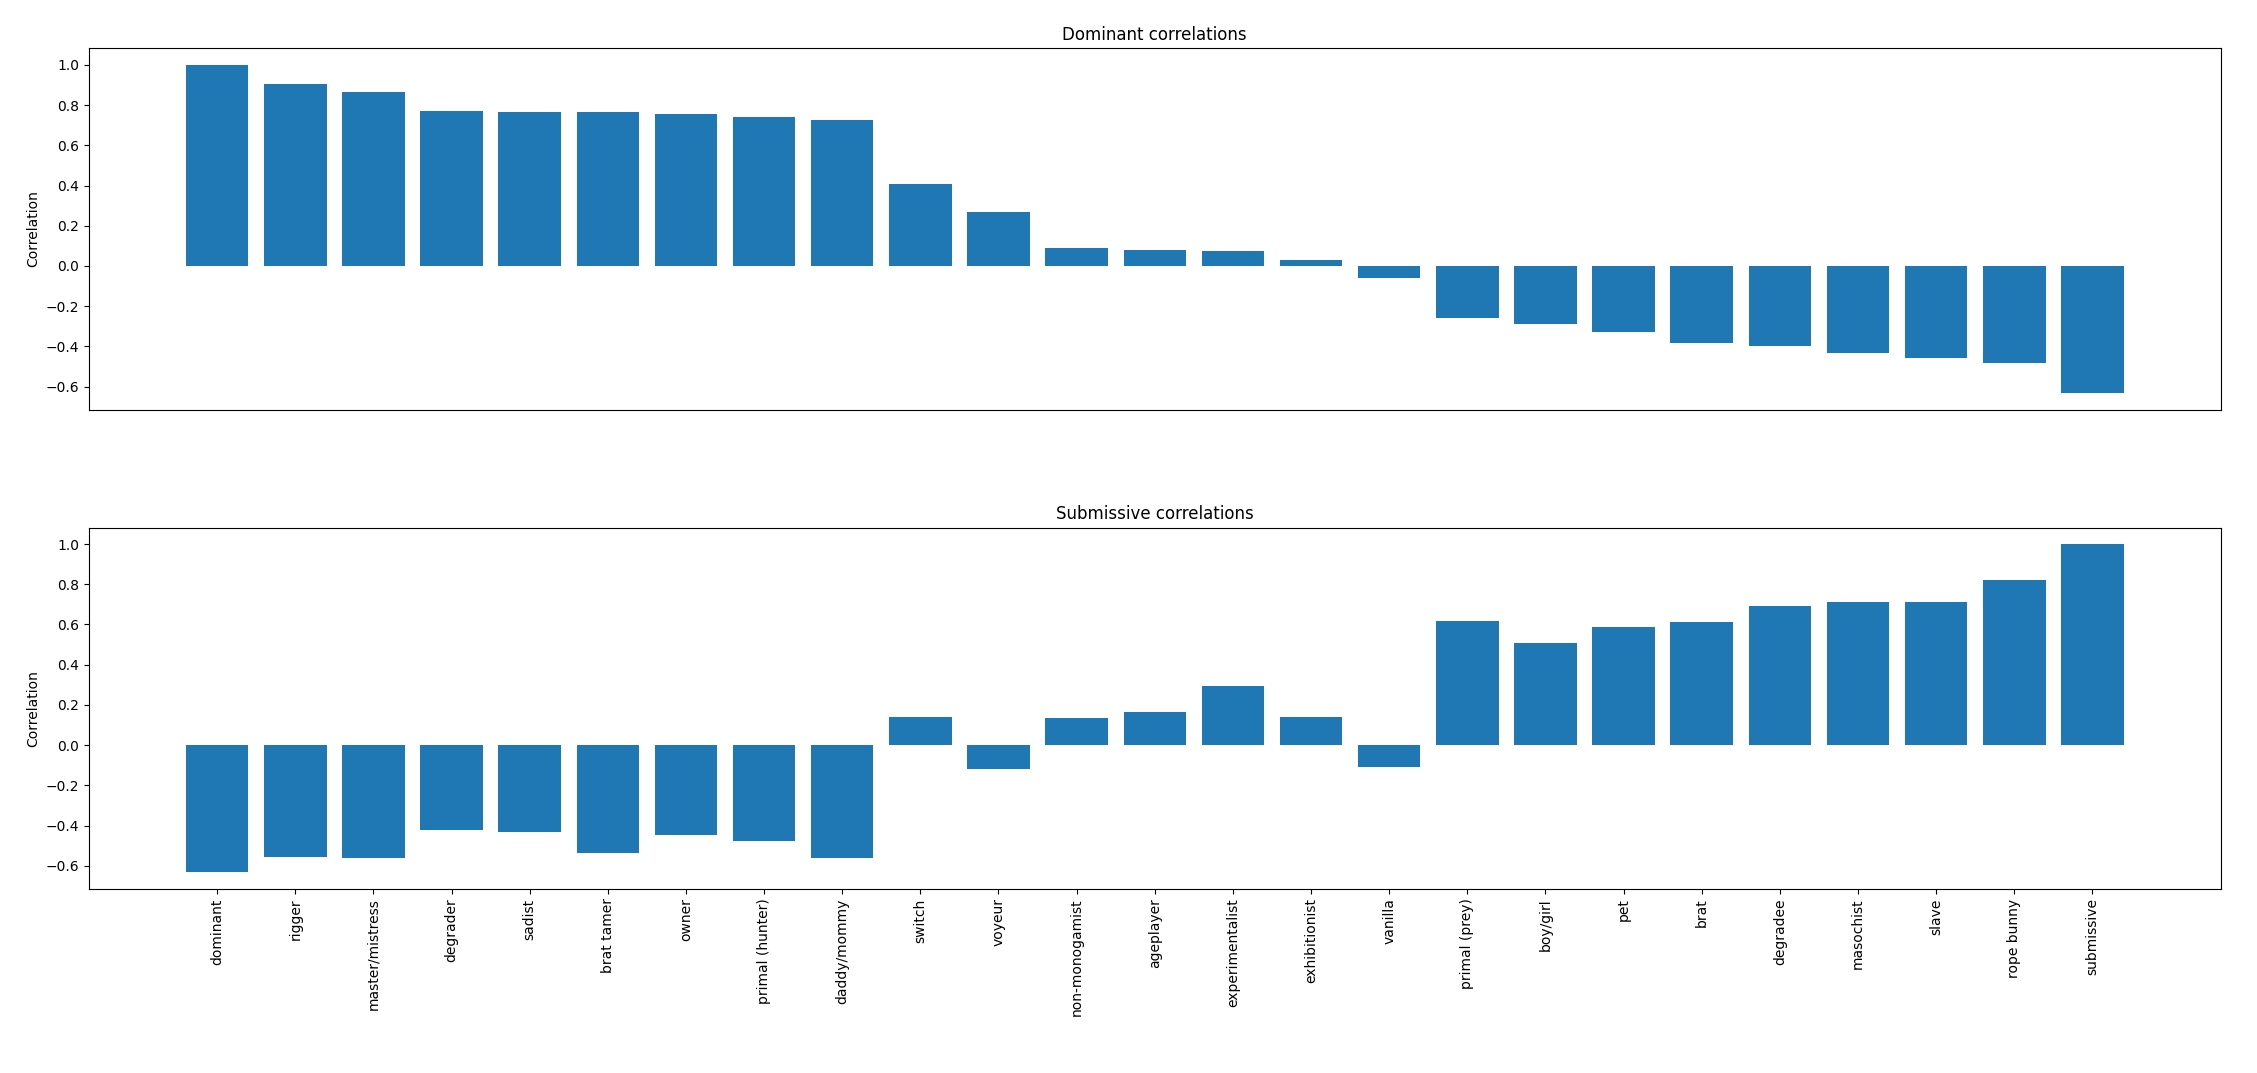 Dominant correlations
Correlation
1.0
0.8
0.6
0.4
0.2
0.0
−0.2
−0.4
−0.6
Submissive correlations
Correlation
1.0
0.8
0.6
0.4
0.2
0.0
−0.2
−0.4
−0.6
dominant
rigger
master/mistress
degrader
sadist
brat tamer
owner
primal (hunter)
daddy/mommy
switch
voyeur
non-monogamist
ageplayer
experimentalist
exhibitionist
vanilla
primal (prey)
boy/girl
pet
brat
degradee
masochist
slave
rope bunny
submissive